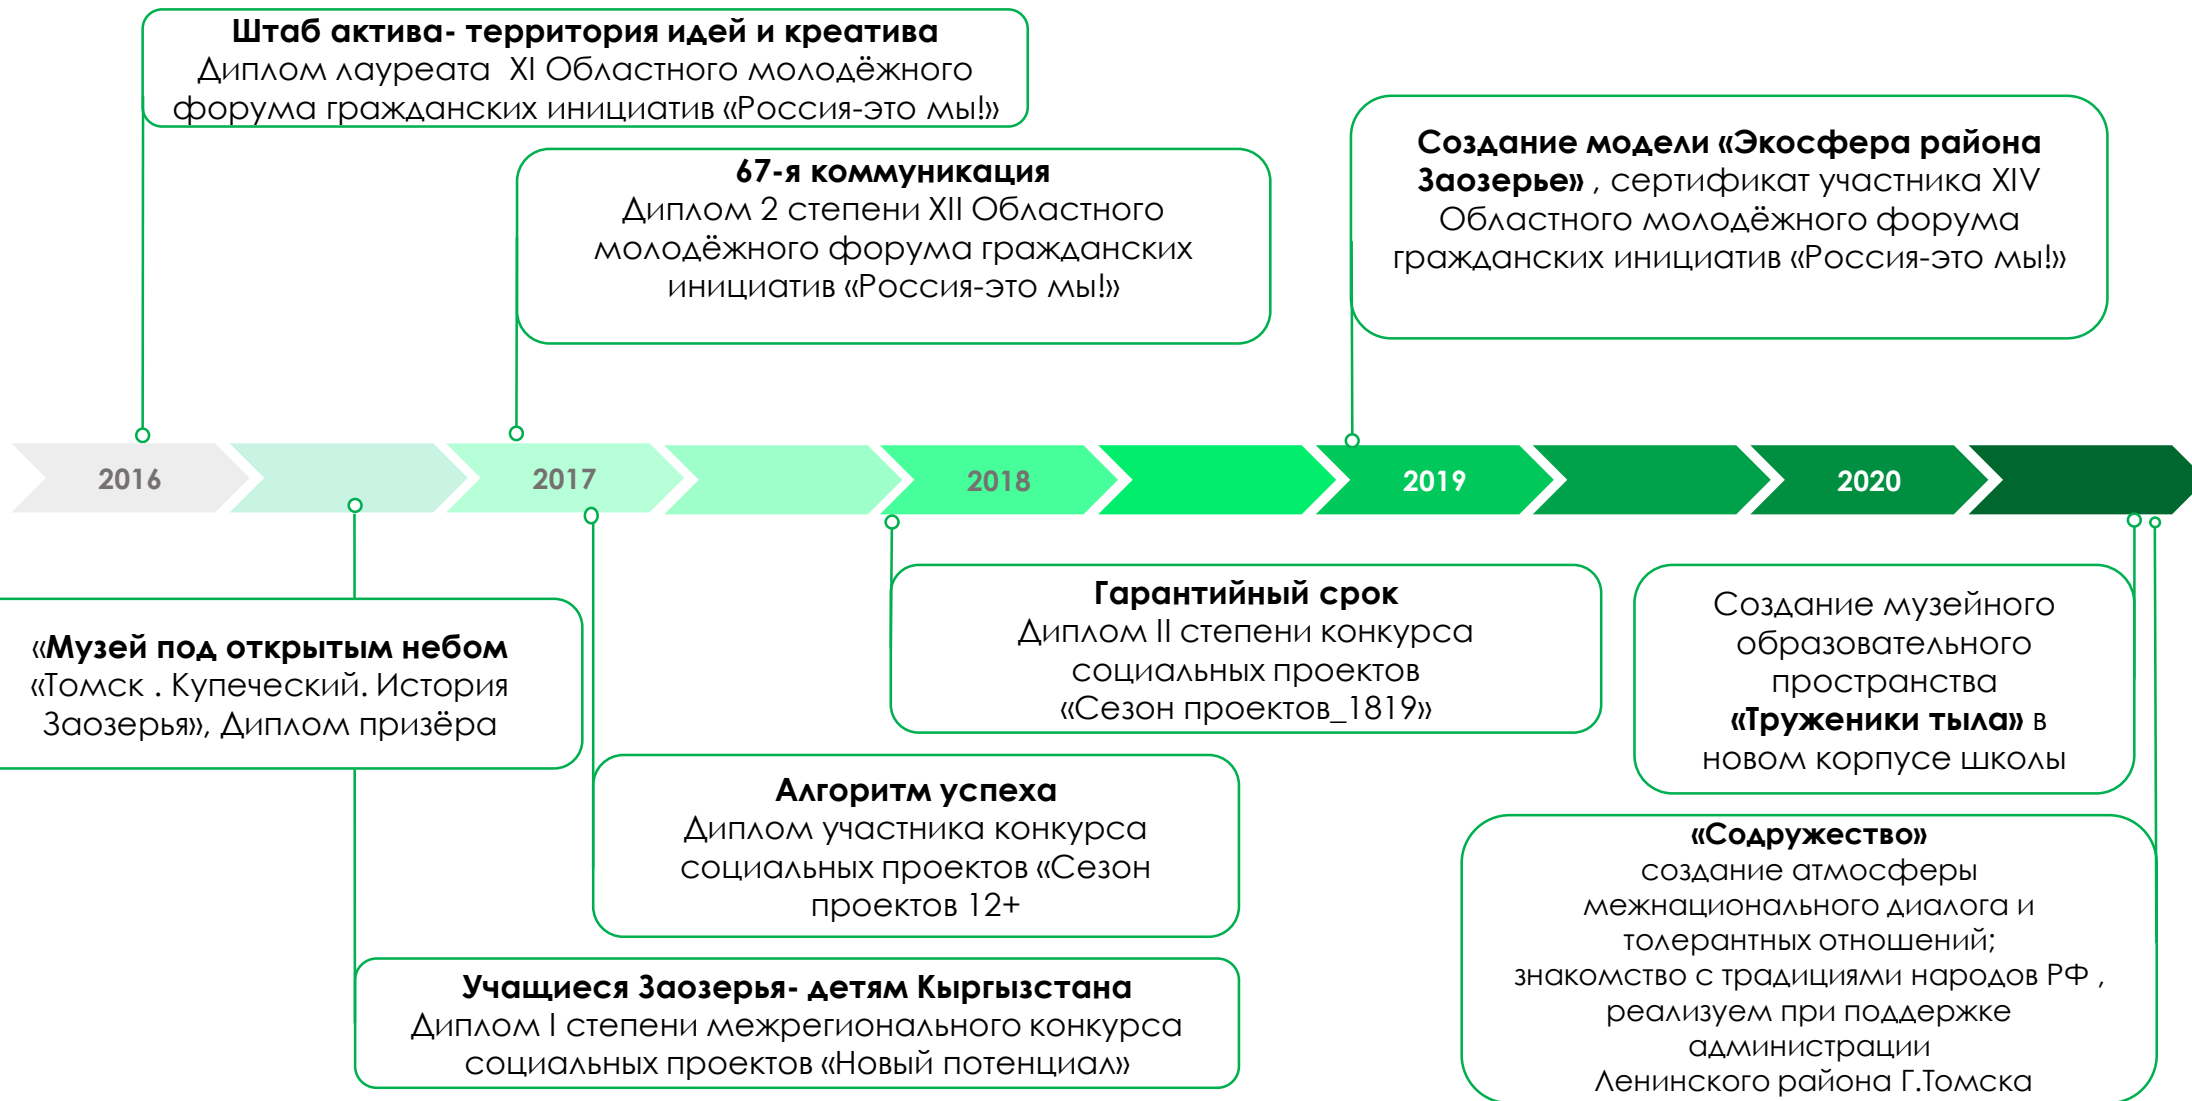 Штаб актива- территория идей и креатива
Диплом лауреата XI Областного молодёжного
форума гражданских инициатив «Россия-это мы!»
67-я коммуникация
Диплом 2 степени XII Областного
молодёжного форума гражданских
инициатив «Россия-это мы!»
Создание модели «Экосфера района
Заозерье» , сертификат участника XIV
Областного молодёжного форума
гражданских инициатив «Россия-это мы!»
2016
2017
2018
2019
2020
«Музей под открытым небом
«Томск . Купеческий. История
Заозерья», Диплом призёра
Гарантийный срок
Диплом II степени конкурса
социальных проектов
«Сезон проектов_1819»
Создание музейного
образовательного
пространства
«Труженики тыла» в
новом корпусе школы
Алгоритм успеха
Диплом участника конкурса
социальных проектов «Сезон
проектов 12+
«Содружество»
создание атмосферы
межнационального диалога и
толерантных отношений;
знакомство с традициями народов РФ ,
реализуем при поддержке
администрации
Ленинского района Г.Томска
Учащиеся Заозерья- детям Кыргызстана
Диплом I степени межрегионального конкурса
социальных проектов «Новый потенциал»